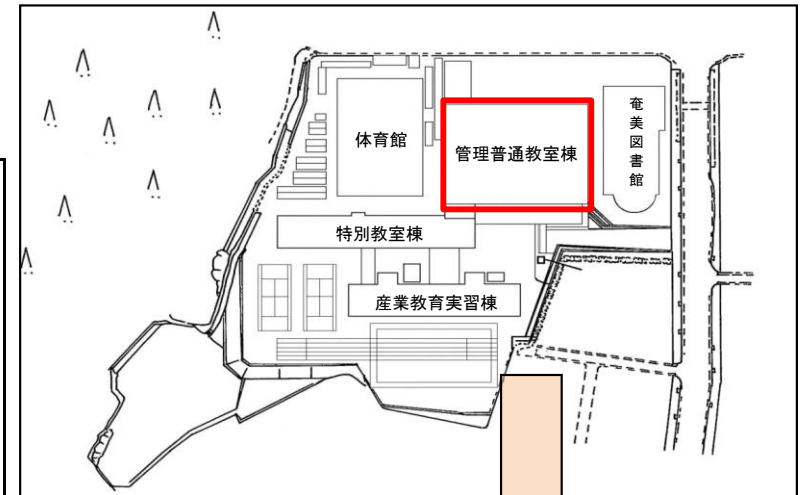 体育館
管理普通教室棟
奄美図書館
特別教室棟
産業教育実習棟